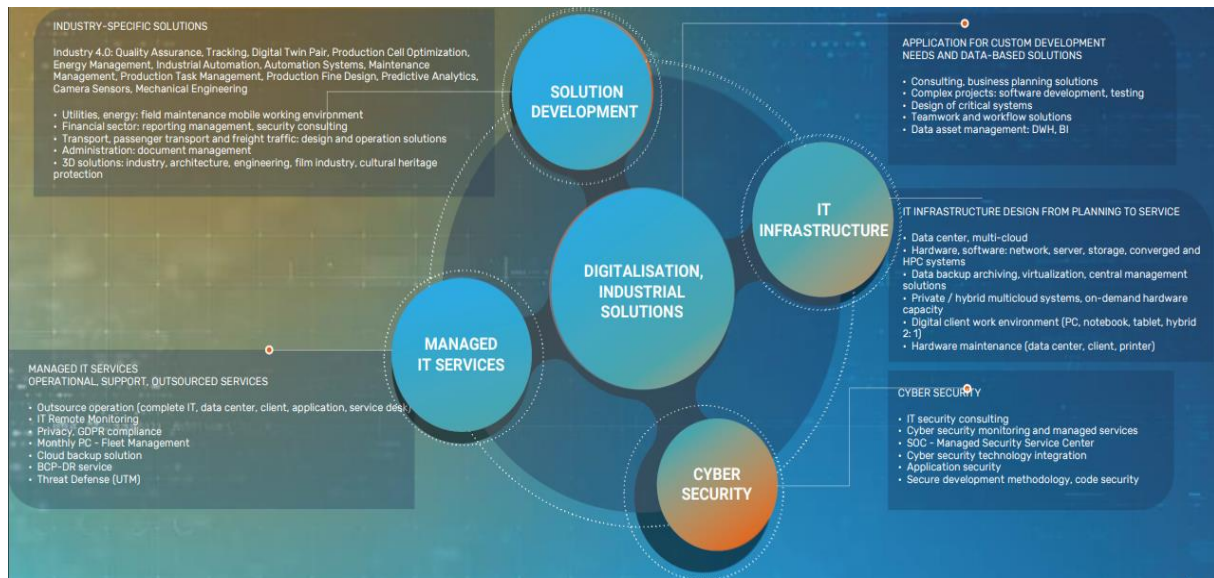 INDUSTRY-SPECIFIC SOLUTIONS
Industry 4.0: Quality Assurance, Tracking, Digital Twin Pair, Production Cell Optimization,
Energy Management, Industrial Automation, Automation Systems, Maintenance
Management, Production Task Management, Production Fine Design, Predictive Analytics,
Camera Sensors, Mechanical Engineering
• Utilities, energy: field maintenance mobile working environment
• Financial sector: reporting management, security consulting
• Transport, passenger transport and freight traffic: design and operation solutions
• Administration: document management
• 3D solutions: industry, architecture, engineering, film industry, cultural heritage
protection
SOLUTION
DEVELOPMENT
APPLICATION FOR CUSTOM DEVELOPMENT
NEEDS AND DATA-BASED SOLUTIONS
• Consulting, business planning solutions
• Complex projects: software development, testing
• Design of critical systems
• Teamwork and workflow solutions
• Data asset management: DWH, BI
IT
INFRASTRUCTURE
IT INFRASTRUCTURE DESIGN FROM PLANNING TO SERVICE
• Data center, multi-cloud
• Hardware, software: network, server, storage, converged and
HPC systems
• Data backup archiving, virtualization, central management
solutions
• Private / hybrid multicloud systems, on-demand hardware
capacity
• Digital client work environment (PC, notebook, tablet, hybrid
2: 1)
• Hardware maintenance (data center, client, printer)
DIGITALISATION,
INDUSTRIAL
SOLUTIONS
MANAGED
IT SERVICES
MANAGED IT SERVICES
OPERATIONAL, SUPPORT, OUTSOURCED SERVICES
• Outsource operation (complete IT, data center, client, application, service desk)
• IT Remote Monitoring
• Privacy, GDPR compliance
• Monthly PC - Fleet Management
• Cloud backup solution
• BCP-DR service
• Threat Defense (UTM)
CYBER
SECURITY
CYBER SECURITY
• IT security consulting
• Cyber security monitoring and managed services
• SOC - Managed Security Service Center
• Cyber security technology integration
• Application security
• Secure development methodology, code security